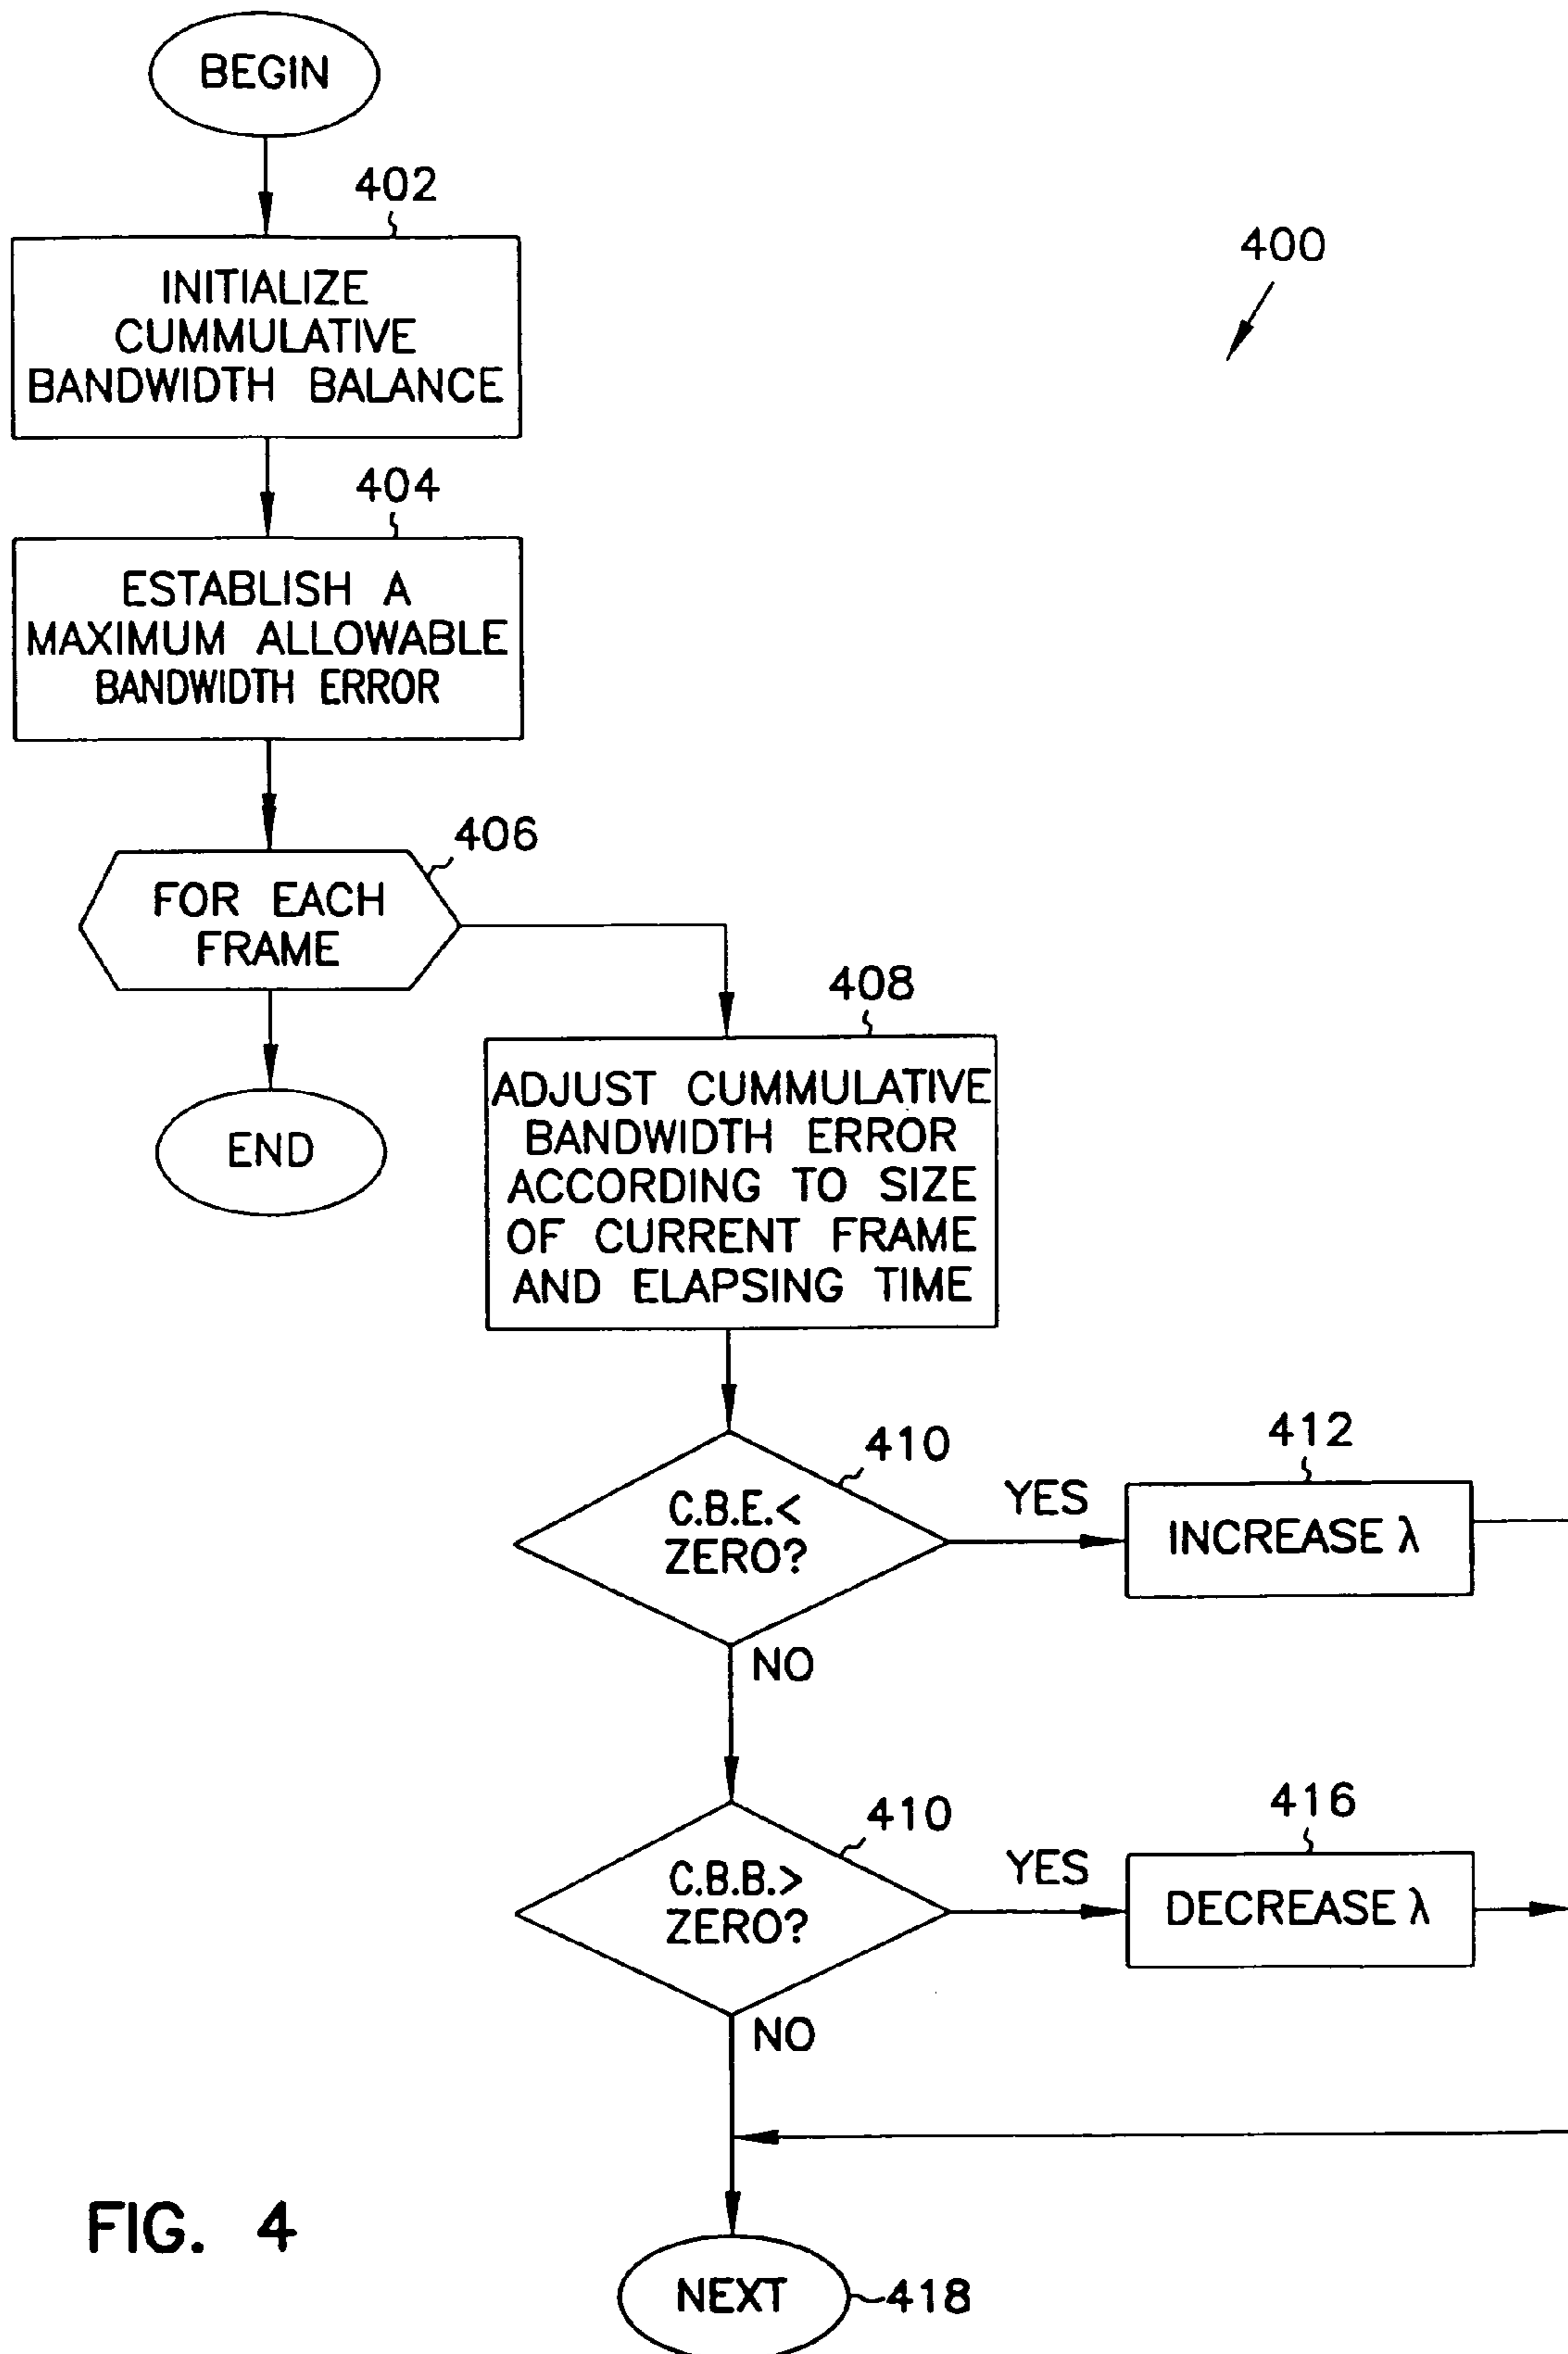 BEGIN
402
INITIALIZE
CUMMULATIVE
BANDWIDTH BALANCE
400
404
ESTABLISH A
MAXIMUM ALLOWABLE
BANDWIDTH ERROR
406
FOR EACH
FRAME
END
408
ADJUST CUMMULATIVE
BANDWIDTH ERROR
ACCORDING TO SIZE
OF CURRENT FRAME
AND ELAPSING TIME
410
C.B.E.<
ZERO?
YES
412
INCREASE λ
NO
410
C.B.B.>
ZERO?
YES
416
DECREASE λ
NO
NEXT
418
FIG. 4